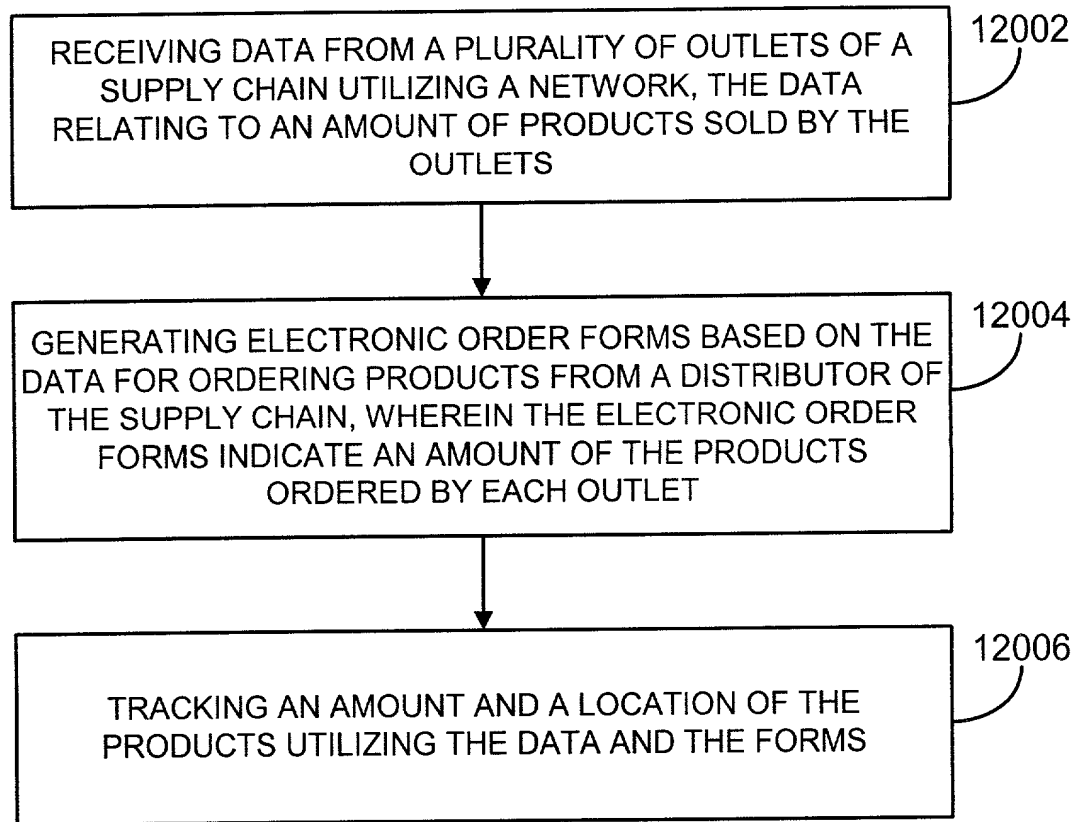 RECEIVING DATA FROM A PLURALITY OF OUTLETS OF A
SUPPLY CHAIN UTILIZING A NETWORK, THE DATA
RELATING TO AN AMOUNT OF PRODUCTS SOLD BY THE
OUTLETS
12002
GENERATING ELECTRONIC ORDER FORMS BASED ON THE
DATA FOR ORDERING PRODUCTS FROM A DISTRIBUTOR OF
THE SUPPLY CHAIN, WHEREIN THE ELECTRONIC ORDER
FORMS INDICATE AN AMOUNT OF THE PRODUCTS
ORDERED BY EACH OUTLET
12004
TRACKING AN AMOUNT AND A LOCATION OF THE
PRODUCTS UTILIZING THE DATA AND THE FORMS
12006